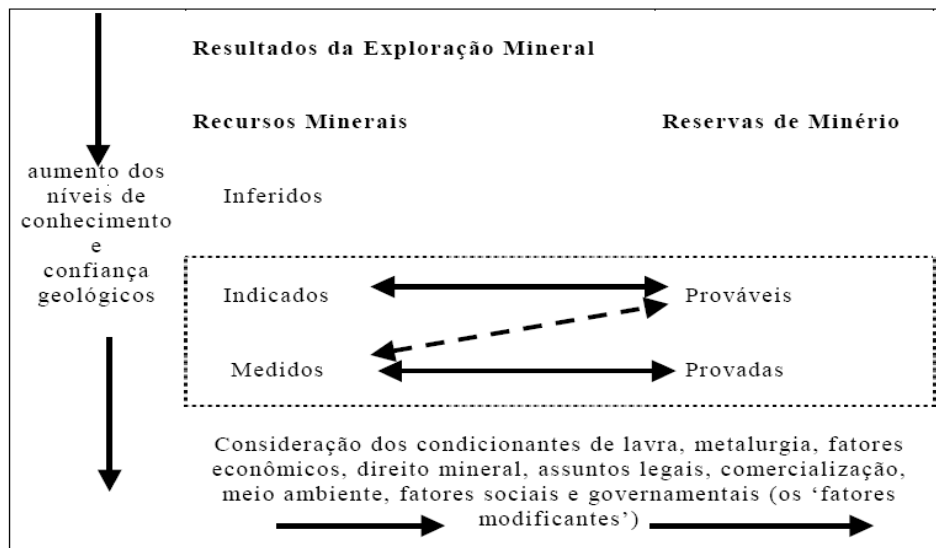 Resultados da Exploração Mineral
Recursos Minerais
Reservas de Minério
aumento dos
níveis de
conhecimento
e
confiança
geológicos
Inferidos
Indicados
Prováveis
Medidos
Provadas
Consideração dos condicionantes de lavra, metalurgia, fatores
econômicos, direito mineral, assuntos legais, comercialização,
meio ambiente, fatores sociais e governamentais (os ‘fatores
modificantes’)